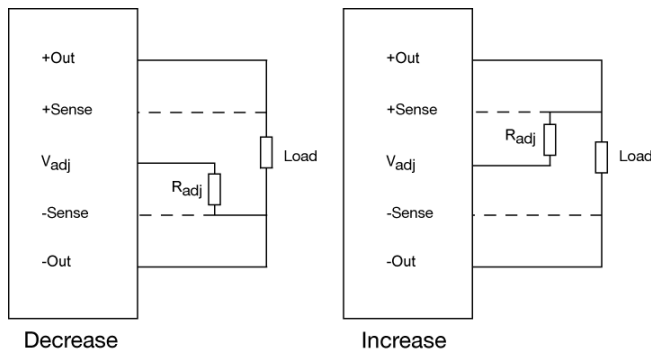 +Out
+Sense
Vadj
Radj
Load
-Sense
-Out
Decrease
+Out
+Sense
Radj
Vadj
Load
-Sense
-Out
Increase